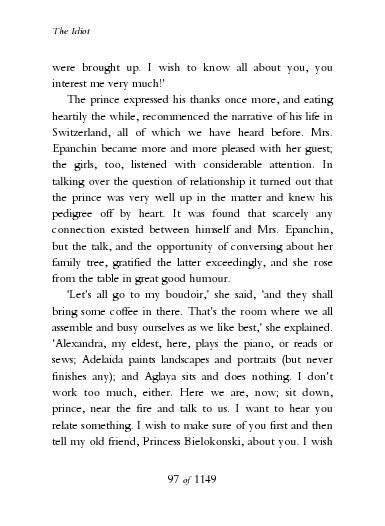 The Idiot
were brought up. I wish to know all about you, you
interest me very much!'
The prince expressed his thanks once more, and eating
heartily the while, recommenced the narrative of his life in
Switzerland, all of which we have heard before. Mrs.
Epanchin became more and more pleased with her guest;
the girls, too, listened with considerable attention. In
talking over the question of relationship it turned out that
the prince was very well up in the matter and knew his
pedigree off by heart. It was found that scarcely any
connection existed between himself and Mrs. Epanchin,
but the talk, and the opportunity of conversing about her
family tree, gratified the latter exceedingly, and she rose
from the table in great good humour.
'Let's all go to my boudoir,' she said, 'and they shall
bring some coffee in there. That's the room where we all
assemble and busy ourselves as we like best,' she explained.
'Alexandra, my eldest, here, plays the piano, or reads or
sews; Adelaida paints landscapes and portraits (but never
finishes any); and Aglaya sits and does nothing. I don't
work too much, either. Here we are, now; sit down,
prince, near the fire and talk to us. I want to hear you
relate something. I wish to make sure of you first and then
tell my old friend, Princess Bielokonski, about you. I wish
97 of 1149